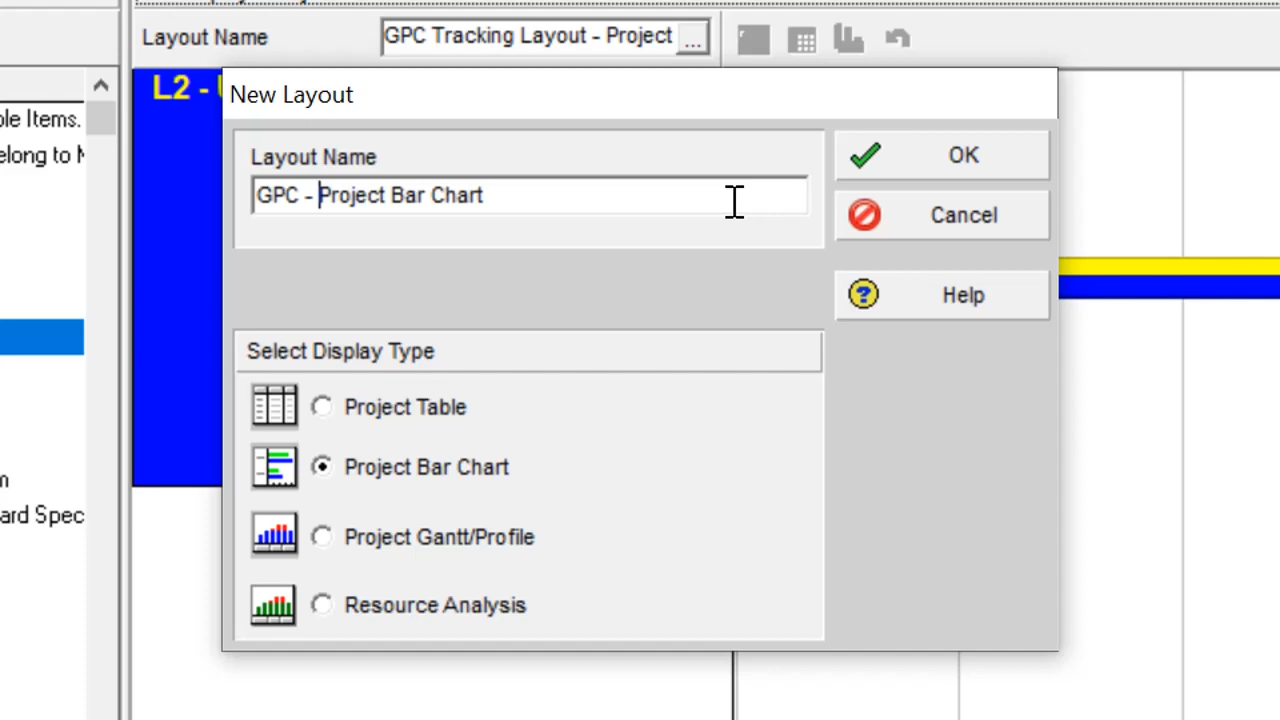 Layout Name
GPC Tracking Layout - Project
...
L2 -
New Layout
ple Items.
elong to
Layout Name
OK
GPC - Project Bar Chart
Cancel
Help
Select Display Type
Project Table
Project Bar Chart
ard Spec
Project Gantt/Profile
Resource Analysis